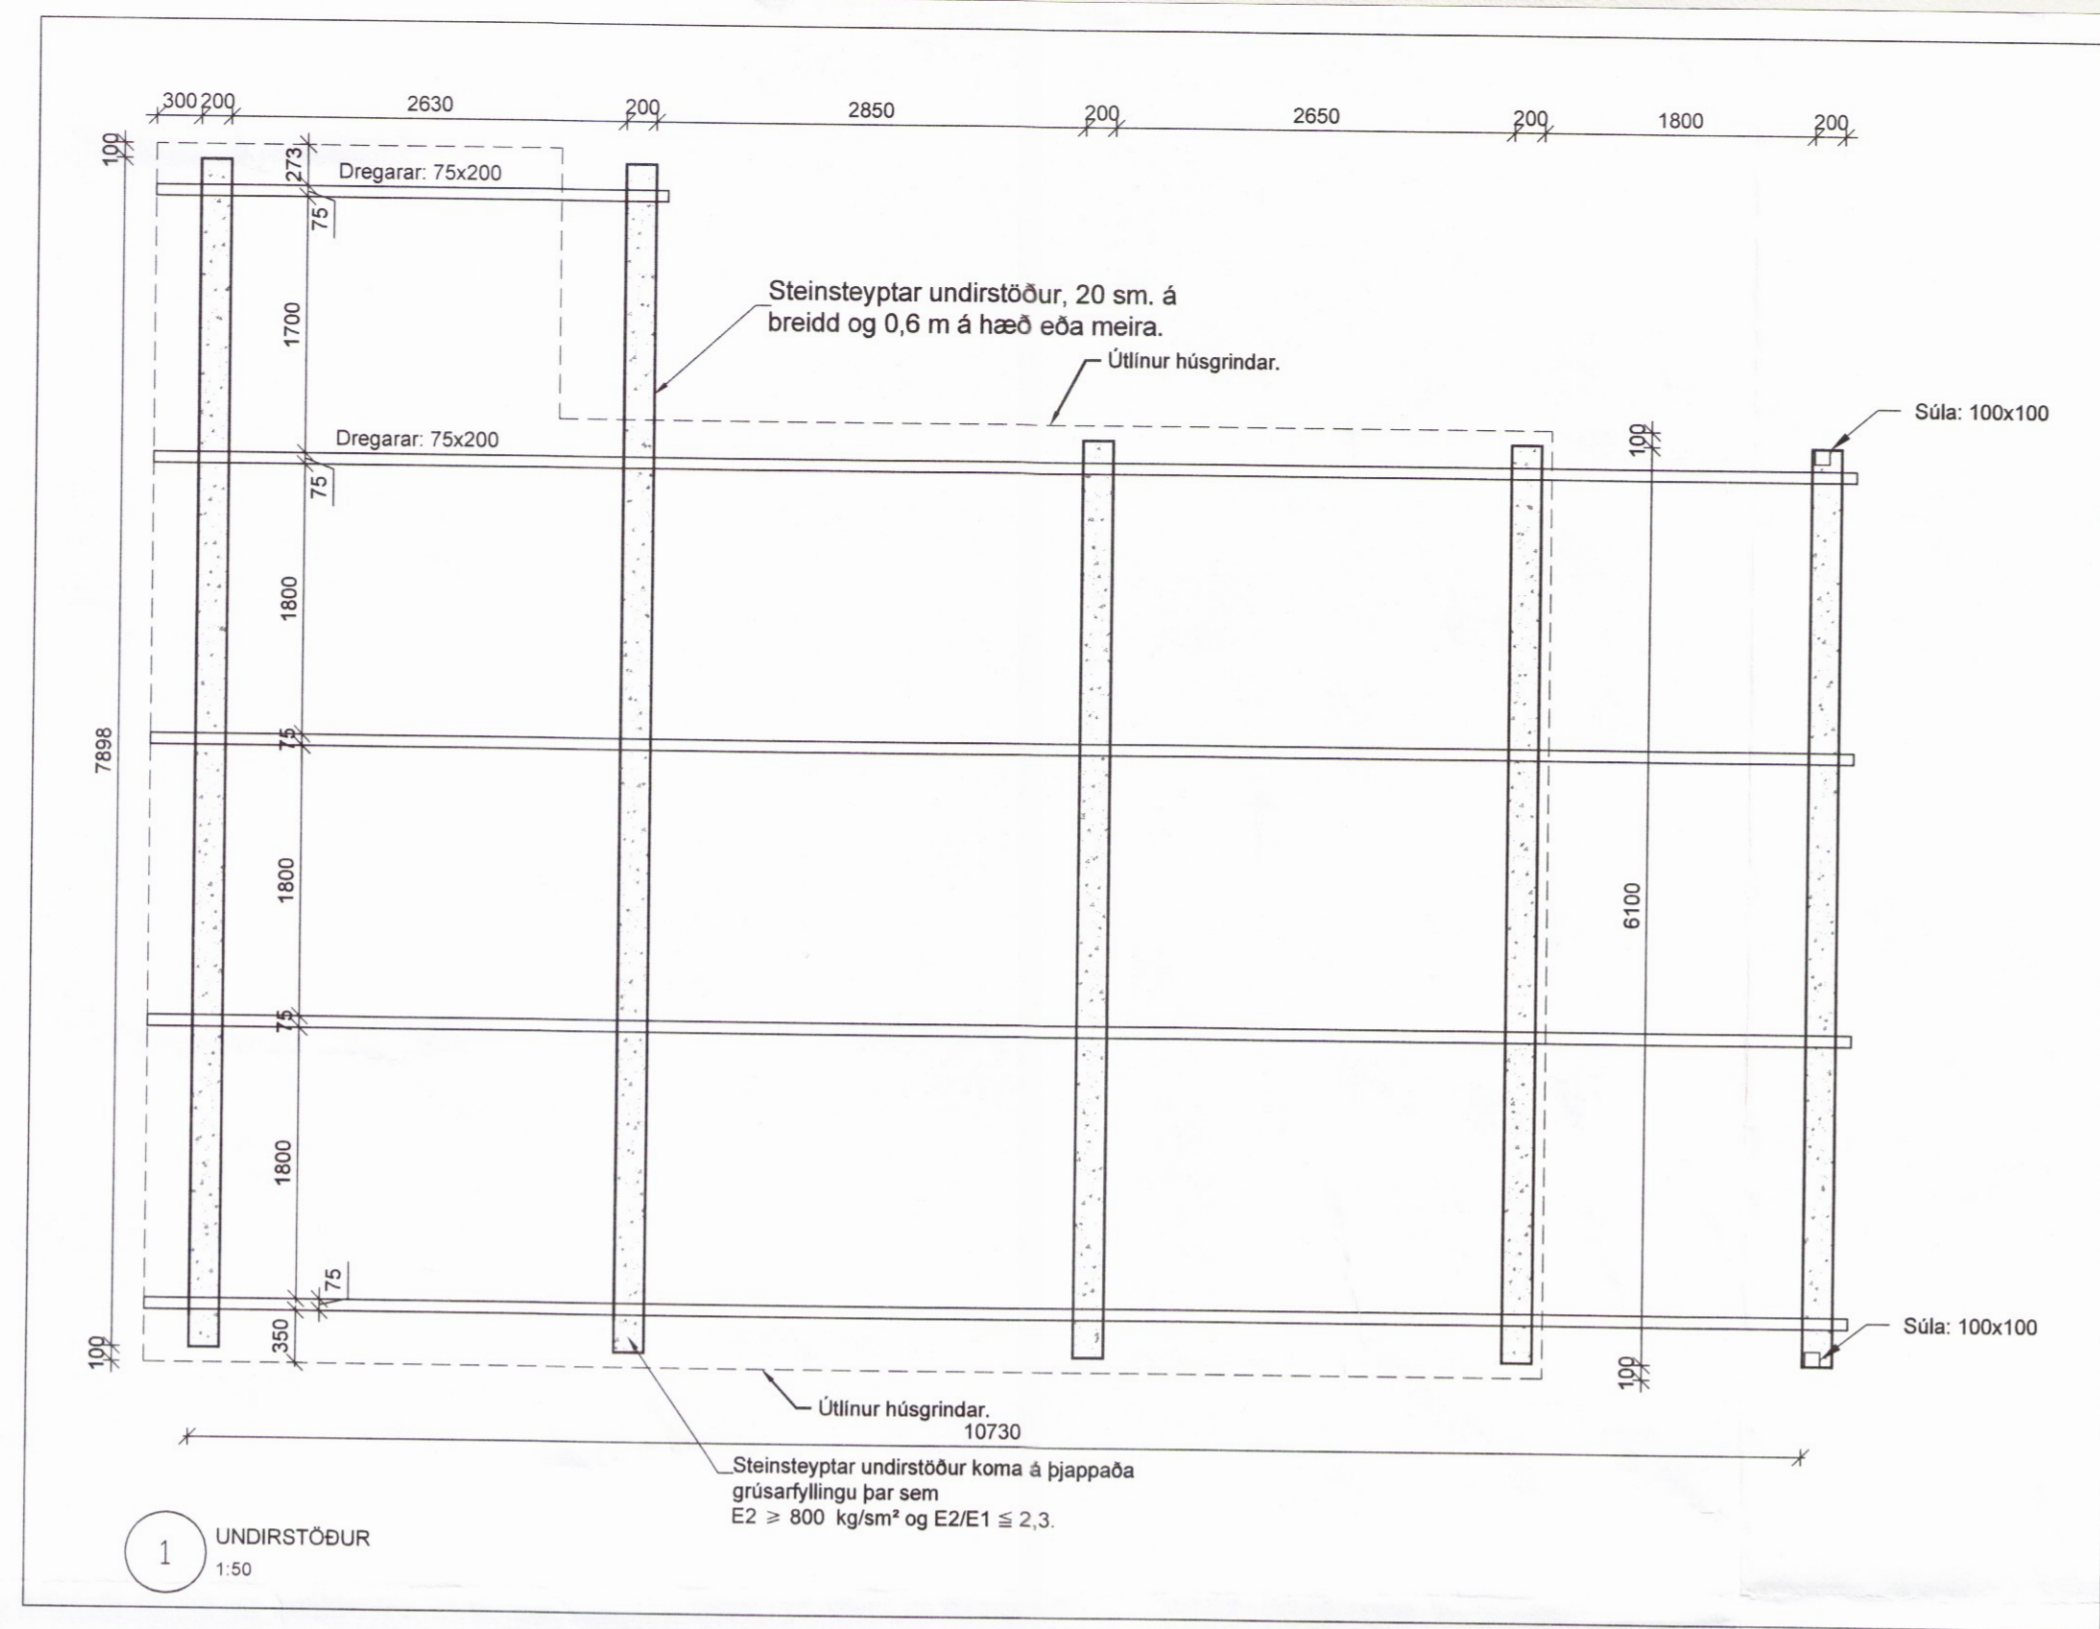 300 200 2630 200 2850 200 2650 200 1800 200
100
273
Dregarar: 75x200
75
1700
Steinsteyptar undirstöður, 20 sm. á
breidd og 0,6 m á hæð eða meira.
Útlínur húsgrindar.
Súla: 100x100
100
Dregarar: 75x200
75
1800
75
7898
1800
6100
75
1800
75
350
100
Súla: 100x100
100
Útlínur húsgrindar.
10730
Steinsteyptar undirstöður koma á þjappaða
grúsarfyllingu þar sem
E2 ⩾ 800 kg/sm² og E2/E1 ≦ 2,3.
1
UNDIRSTÖÐUR
1:50